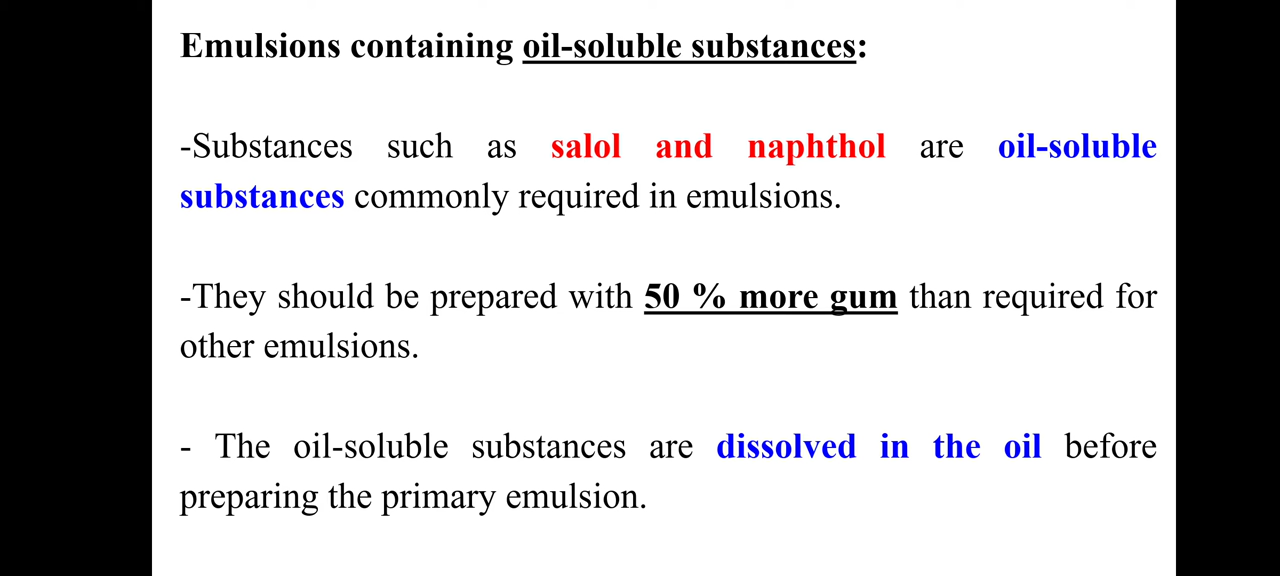 Emulsions containing oil-soluble substances:
-Substances such as salol and naphthol are oil-soluble
substances commonly required in emulsions.
-They should be prepared with 50 % more gum than required for
other emulsions.
- The oil-soluble substances are dissolved in the oil before
preparing the primary emulsion.